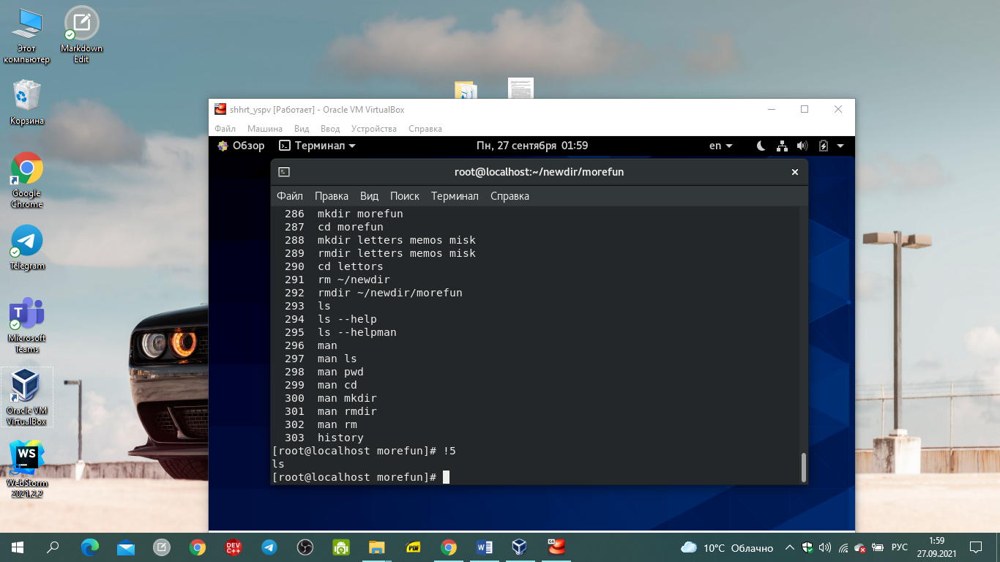 Этот компьютер
Markdown Edit
Корзина
Google Chrome
Telegram
Microsoft Teams
Oracle VM VirtualBox
WS
WebStorm 2021.2.2
shhrt_yspv [Работает] - Oracle VM VirtualBox
Файл Машина Вид Ввод Устройства Справка
Обзор Терминал Пн, 27 сентября 01:59 en
root@localhost:~/newdir/morefun
Файл Правка Вид Поиск Терминал Справка
286 mkdir morefun
287 cd morefun
288 mkdir letters memos misk
289 rmdir letters memos misk
290 cd lettors
291 rm ~/newdir
292 rmdir ~/newdir/morefun
293 ls
294 ls --help
295 ls --helpman
296 man
297 man ls
298 man pwd
299 man cd
300 man mkdir
301 man rmdir
302 man rm
303 history
[root@localhost morefun]# !5
ls
[root@localhost morefun]#
DEV C++
PDF
10°C Облачно
РУС
1:59
27.09.2021